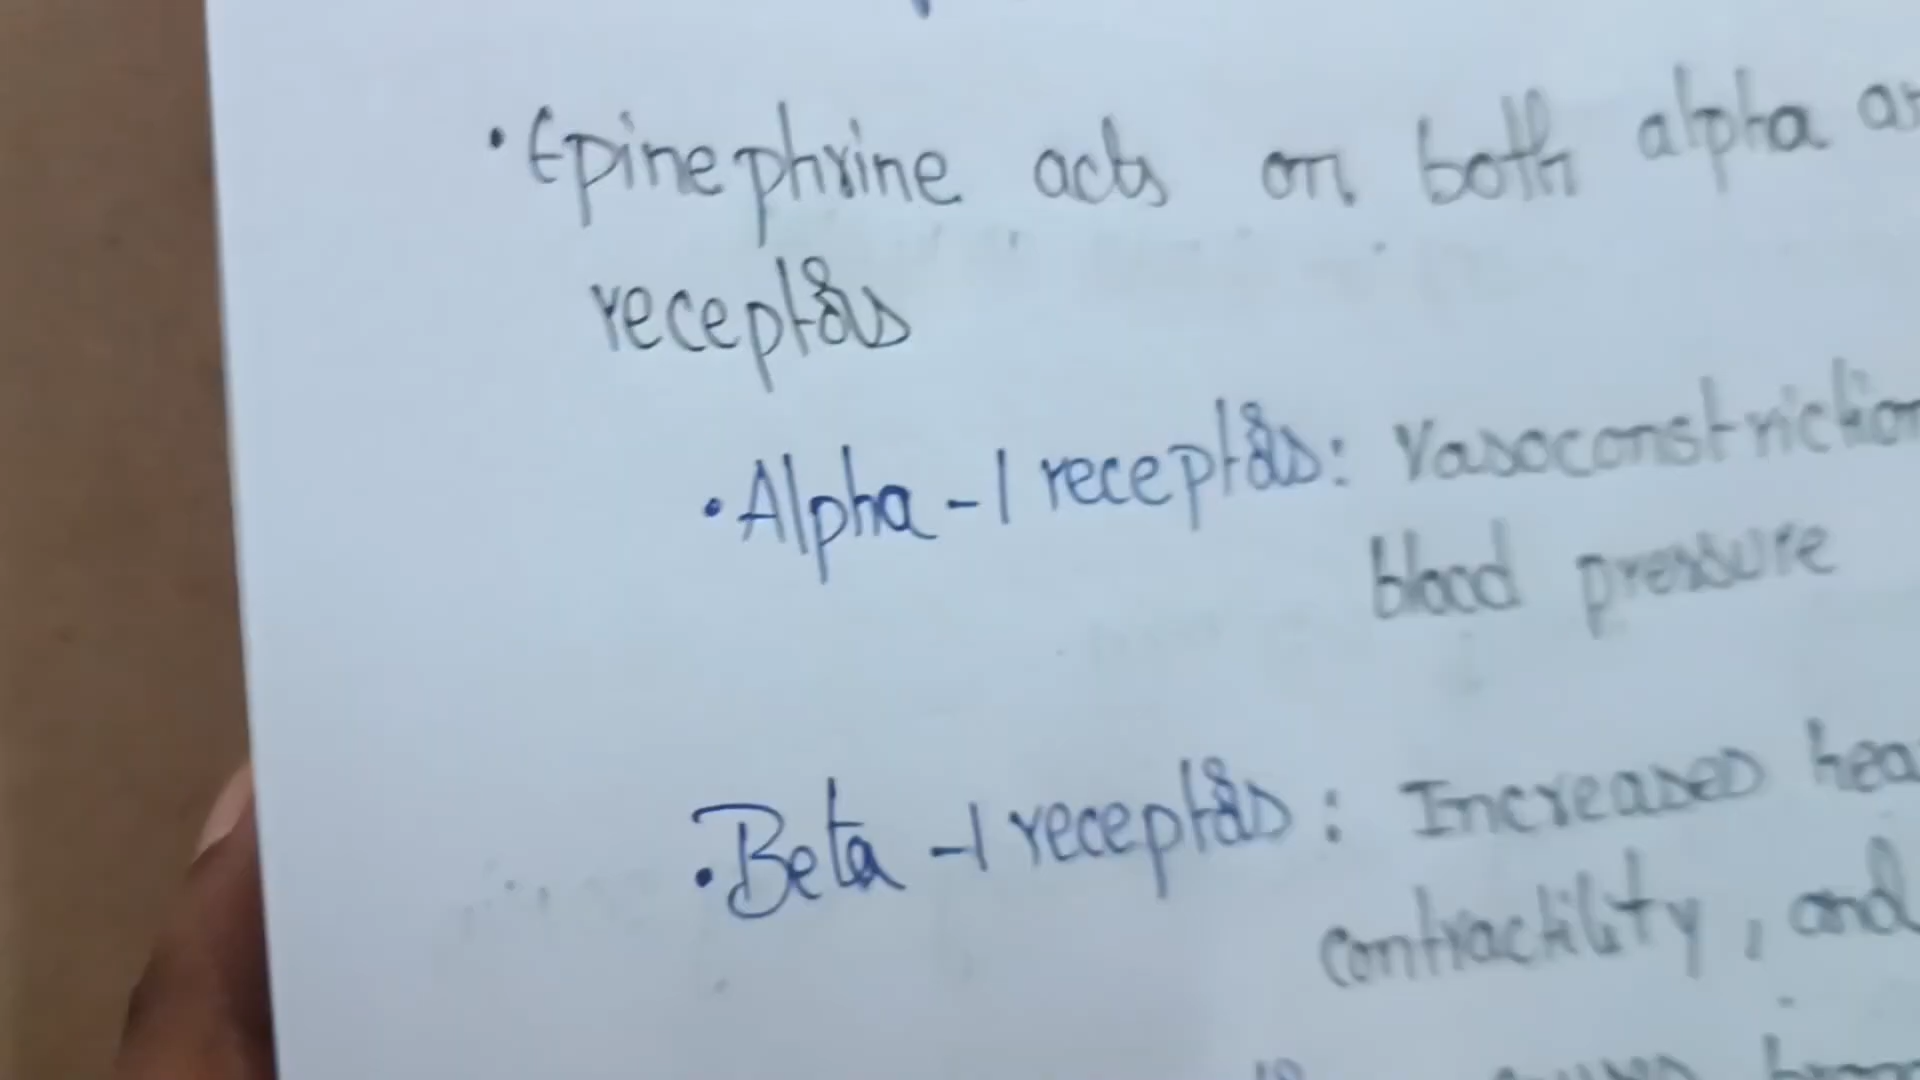 • Epinephrine acts on both alpha
receptors
• Alpha-1 receptors: Vasoconstriction
blood pressure
• Beta-1 receptors: Increased
contractility, and